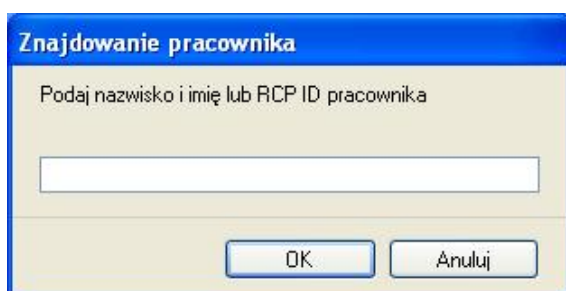 Znajdowanie pracownika
Podaj nazwisko i imię lub RCP ID pracownika
OK Anuluj